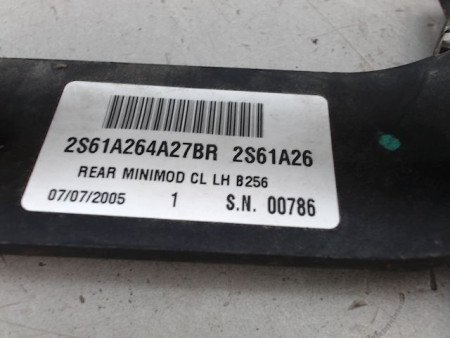 2S61A264A27BR 2S61A26
REAR MINIMOD CL LH B256
07/07/2005 1 S.N. 00786